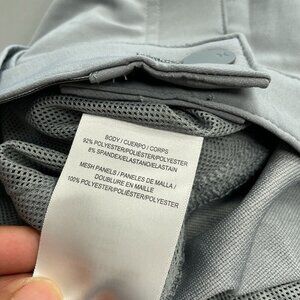 BODY / CUERPO / CORPS
92% POLYESTER/POLIÉSTER/POLYESTER
8% SPANDEX/ELASTANO/ELASTAIN
MESH PANELS / PANELES DE MALLA /
DOUBLURE EN MAILLE
100% POLYESTER/POLIÉSTER/POLYESTER